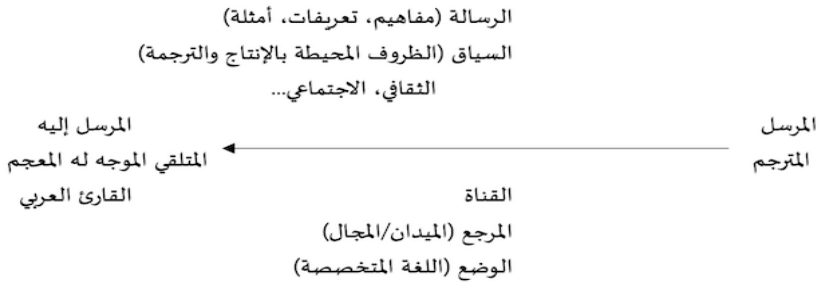 الرسالة (مفاهيم، تعريفات، أمثلة)
السياق (الظروف المحيطة بالإنتاج والترجمة)
الثقافي، الاجتماعي...
المرسل
المترجم
المرسل إليه
المتلقي الموجه له المعجم
القارئ العربي
القناة
المرجع (الميدان/المجال)
الوضع (اللغة المتخصصة)